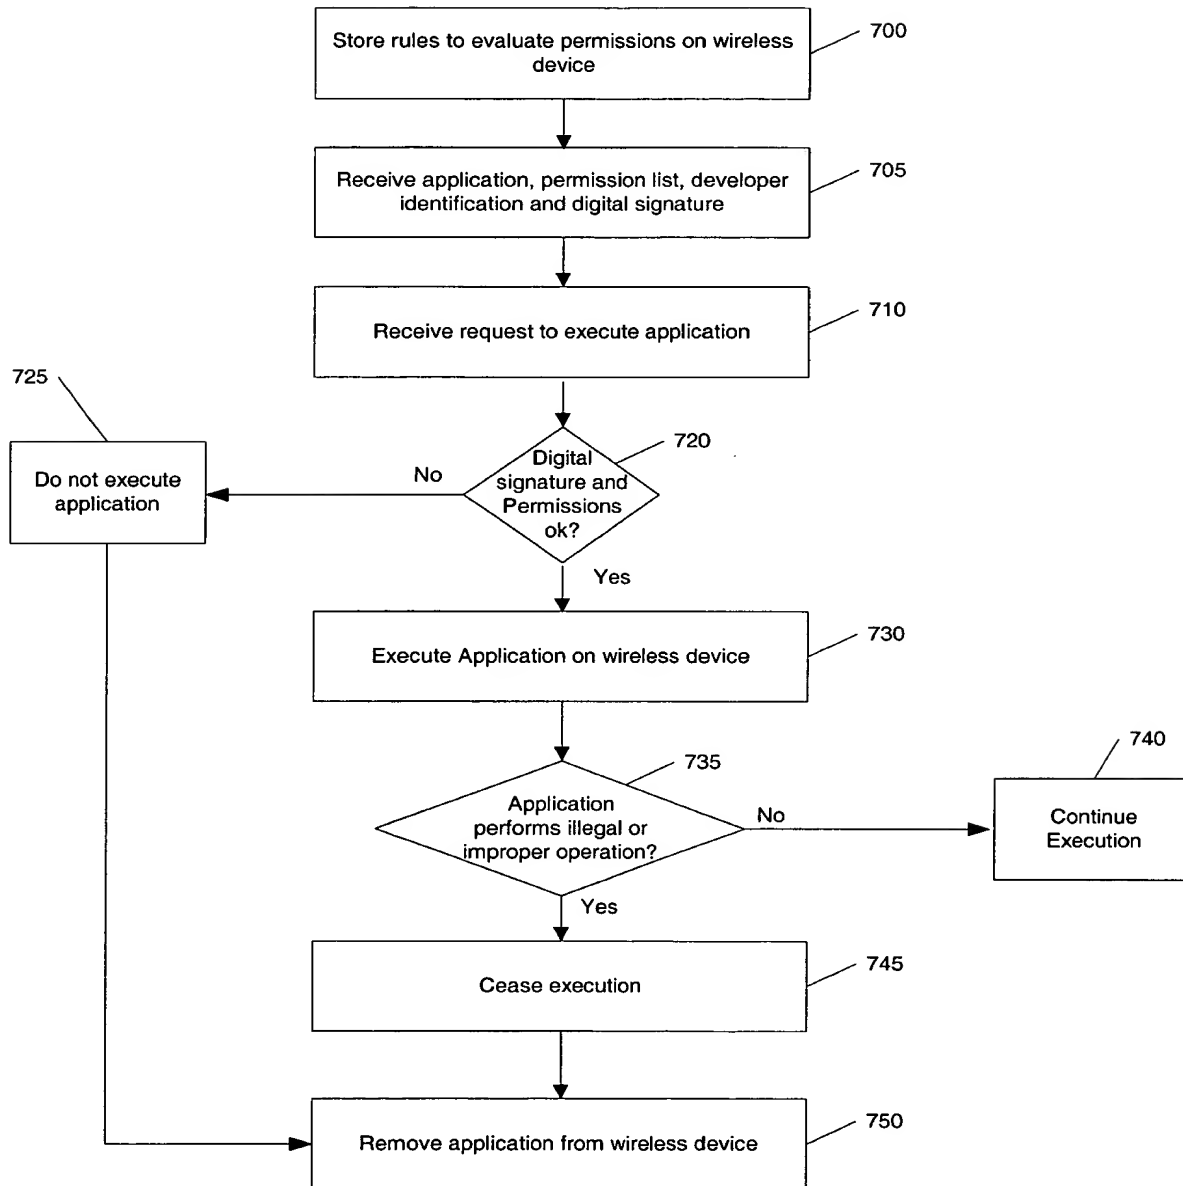 Store rules to evaluate permissions on wireless
device
700
Receive application, permission list, developer
identification and digital signature
705
Receive request to execute application
710
725
Do not execute
application
No
720
Digital
signature and
Permissions
ok?
Yes
Execute Application on wireless device
730
735
Application
performs illegal or
improper operation?
No
740
Continue
Execution
Yes
Cease execution
745
Remove application from wireless device
750